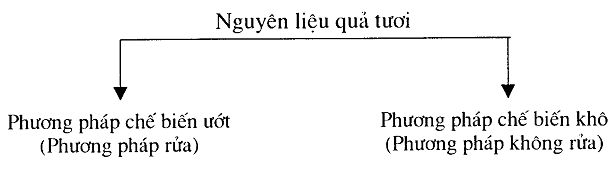 Nguyên liệu quả tươi
Phương pháp chế biến ướt
(Phương pháp rửa)
Phương pháp chế biến khô
(Phương pháp không rửa)